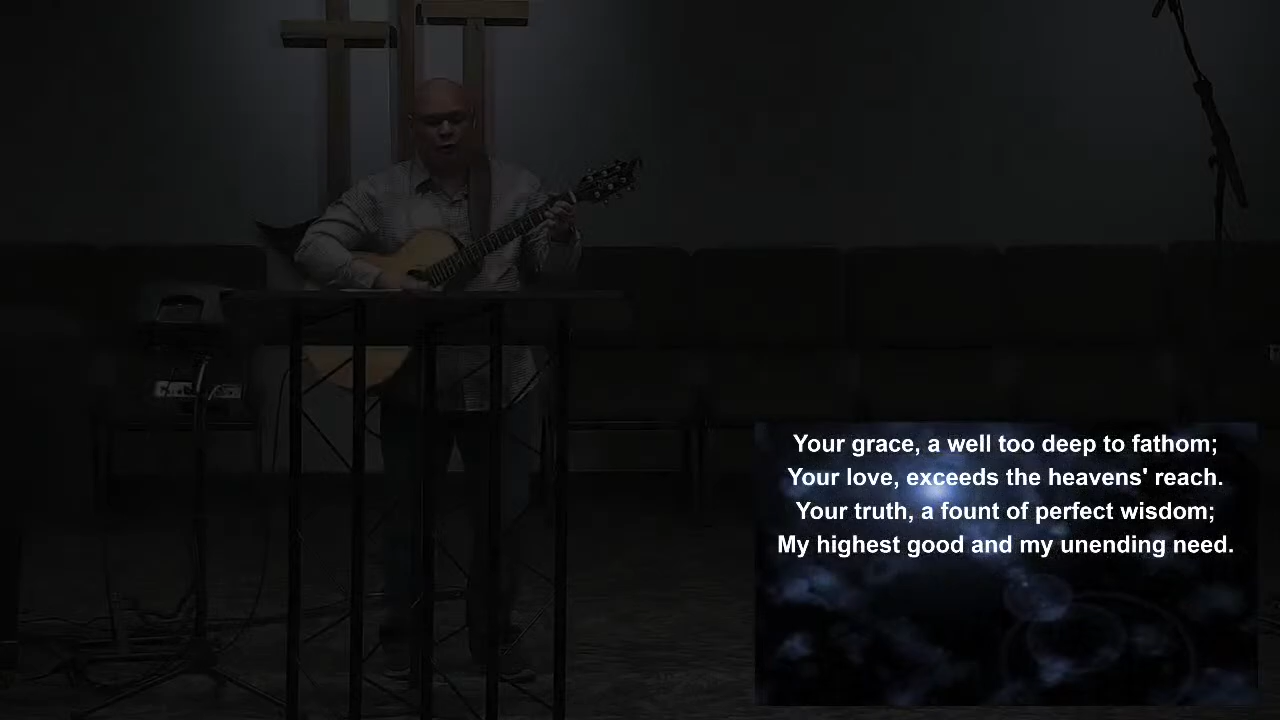 Your grace, a well too deep to fathom;
Your love, exceeds the heavens' reach.
Your truth, a fount of perfect wisdom;
My highest good and my unending need.